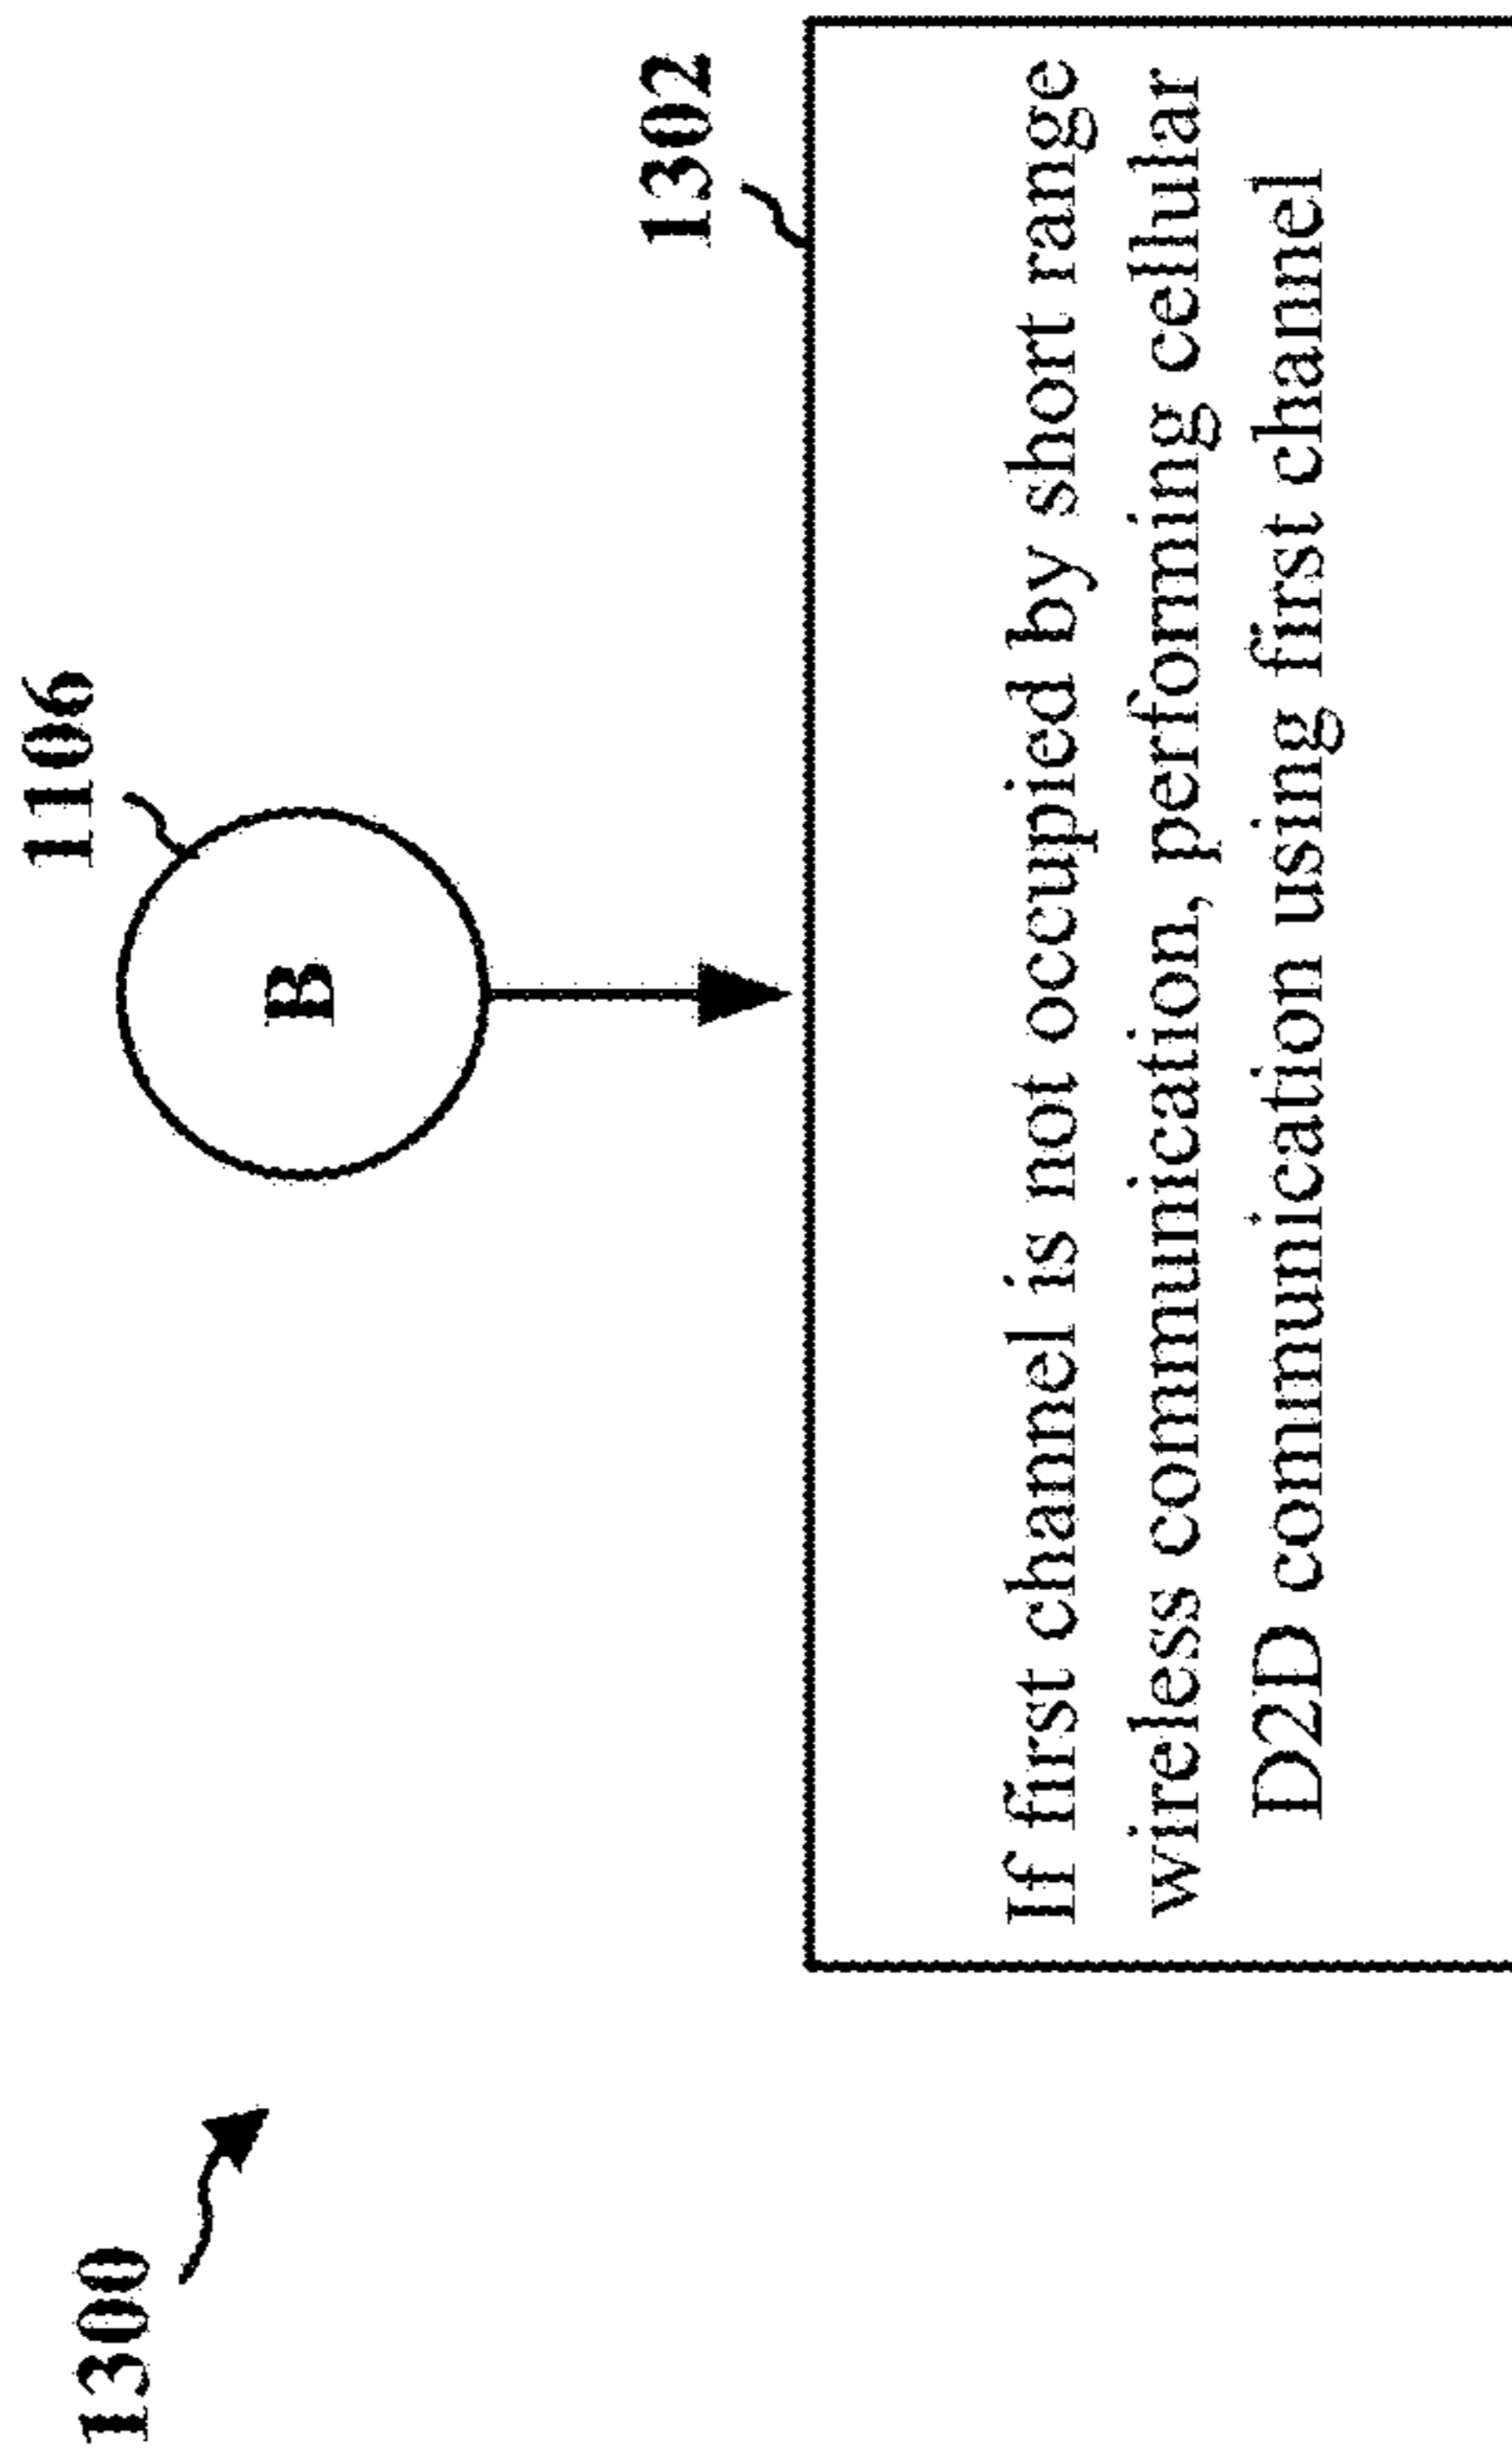 1300
1106
B
1302
If first channel is not occupied by short range
wireless communication, performing cellular
D2D communication using first channel